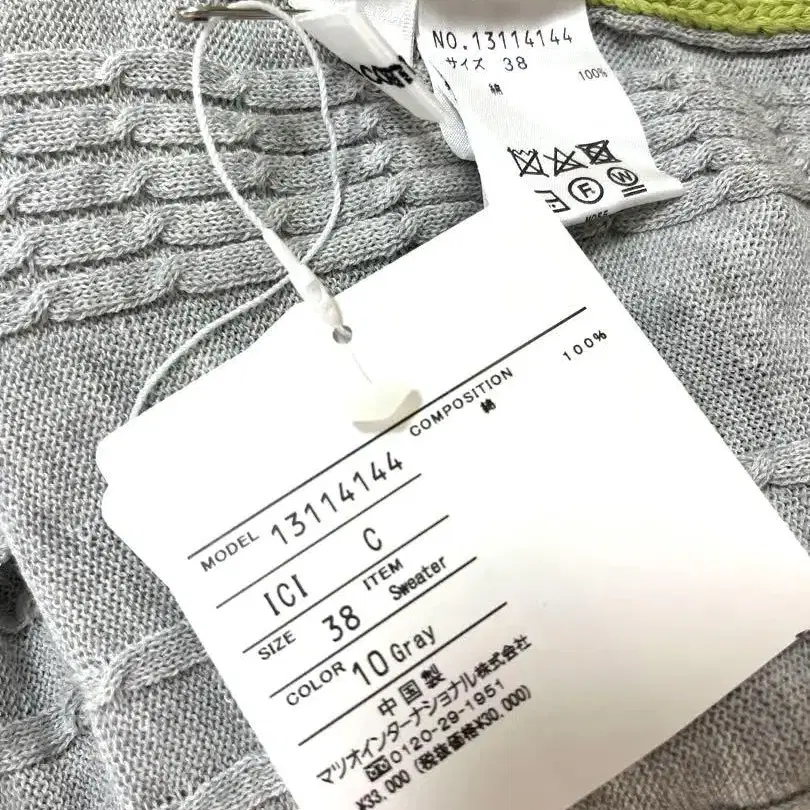 NO.13114144
サイズ 38
綿 100%
F
W
COMPOSITION
綿 100%
MODEL 13114144
ICI C
SIZE 38 ITEM Sweater
COLOR 10 Gray
中国製
マツオインターナショナル株式会社
0120-29-1951
¥33,000 (税抜価格¥30,000)